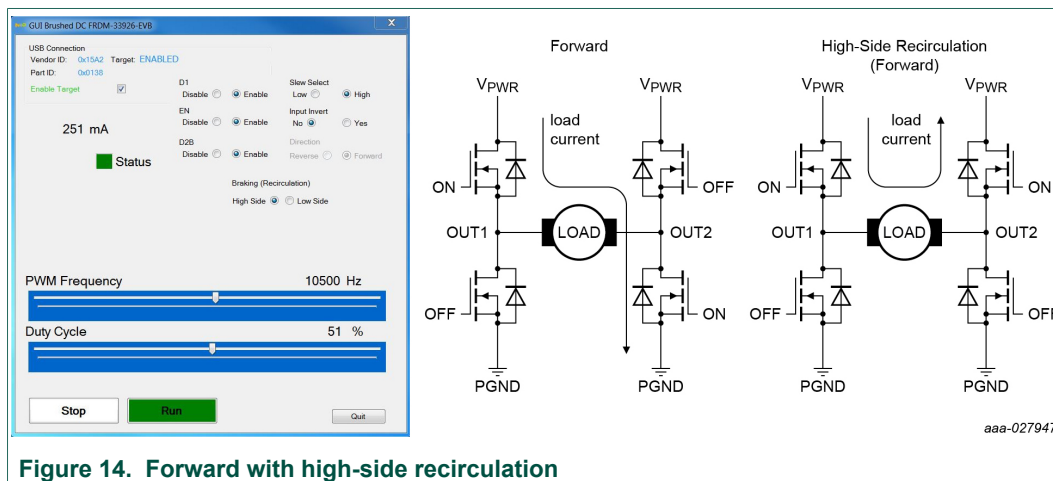 GUI Brushed DC FRDM-33926-EVB
X
USB Connection
Vendor ID: 0x15A2 Target: ENABLED
Part ID: 0x0138
Enable Target
251 mA
Status
D1
Disable Enable
EN
Disable Enable
D2B
Disable Enable
Slew Select
Low High
Input Invert
No Yes
Direction
Reverse Forward
Braking (Recirculation)
High Side Low Side
PWM Frequency 10500 Hz
Duty Cycle 51 %
Stop Run Quit
Forward
VPWR VPWR
load
current
ON OFF
OUT1 LOAD OUT2
OFF ON
PGND PGND
High-Side Recirculation
(Forward)
VPWR VPWR
load
current
ON ON
OUT1 LOAD OUT2
OFF OFF
PGND PGND
aaa-027947
Figure 14. Forward with high-side recirculation